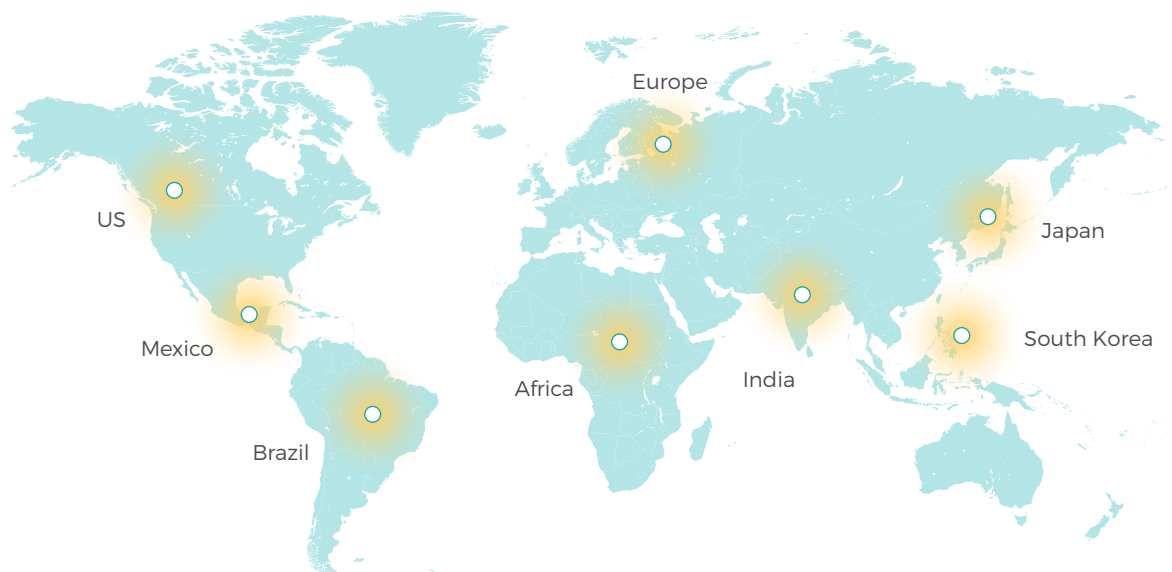 Europe
US
Japan
South Korea
Mexico
India
Africa
Brazil